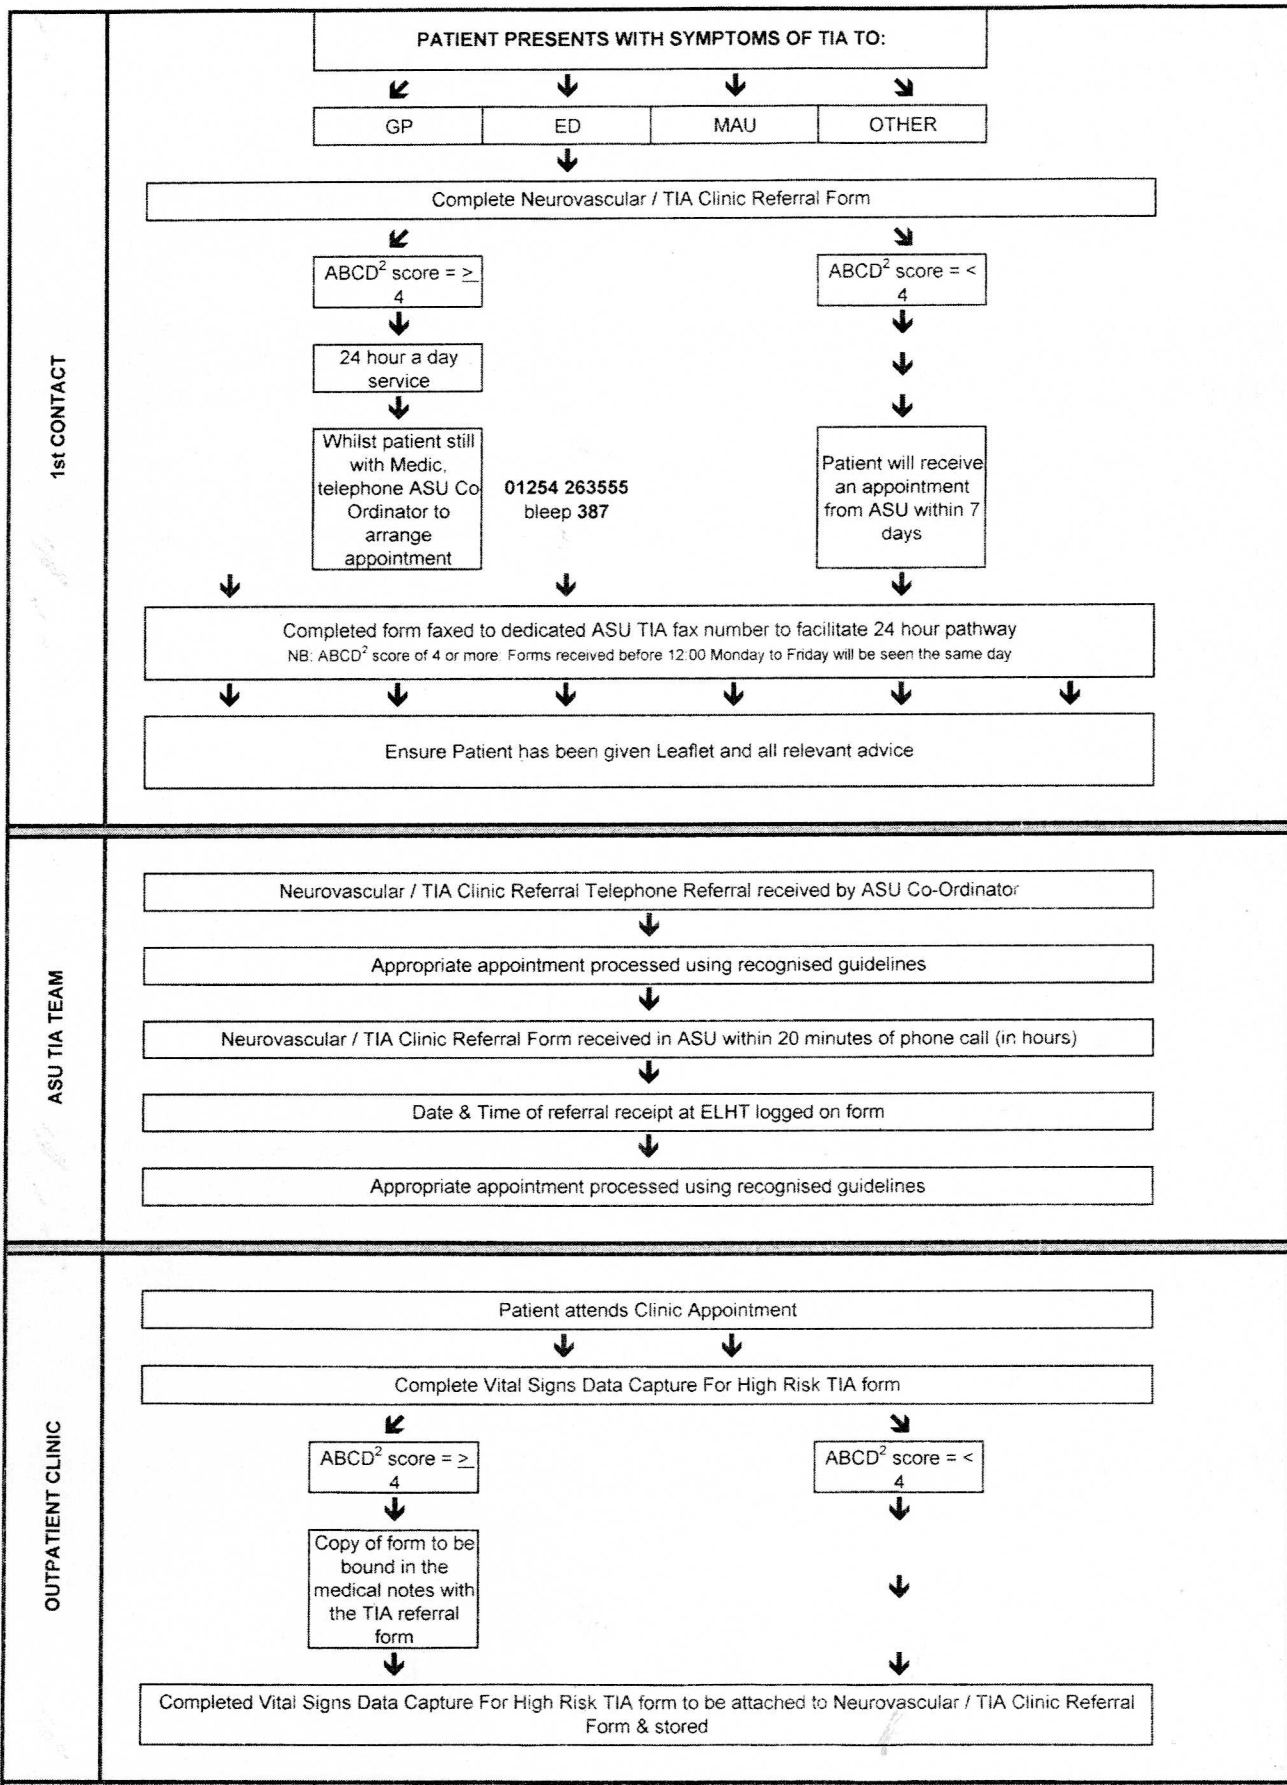 PATIENT PRESENTS WITH SYMPTOMS OF TIA TO:
GP
ED
MAU
OTHER
Complete Neurovascular / TIA Clinic Referral Form
ABCD² score = ≥
4
ABCD² score = <
4
24 hour a day
service
Whilst patient still
with Medic,
telephone ASU Co
Ordinator to
arrange
appointment
01254 263555
bleep 387
Patient will receive
an appointment
from ASU within 7
days
Completed form faxed to dedicated ASU TIA fax number to facilitate 24 hour pathway
NB: ABCD² score of 4 or more: Forms received before 12:00 Monday to Friday will be seen the same day
Ensure Patient has been given Leaflet and all relevant advice
1st CONTACT
Neurovascular / TIA Clinic Referral Telephone Referral received by ASU Co-Ordinator
Appropriate appointment processed using recognised guidelines
Neurovascular / TIA Clinic Referral Form received in ASU within 20 minutes of phone call (in hours)
Date & Time of referral receipt at ELHT logged on form
Appropriate appointment processed using recognised guidelines
ASU TIA TEAM
Patient attends Clinic Appointment
Complete Vital Signs Data Capture For High Risk TIA form
ABCD² score = ≥
4
ABCD² score = <
4
Copy of form to be
bound in the
medical notes with
the TIA referral
form
Completed Vital Signs Data Capture For High Risk TIA form to be attached to Neurovascular / TIA Clinic Referral
Form & stored
OUTPATIENT CLINIC